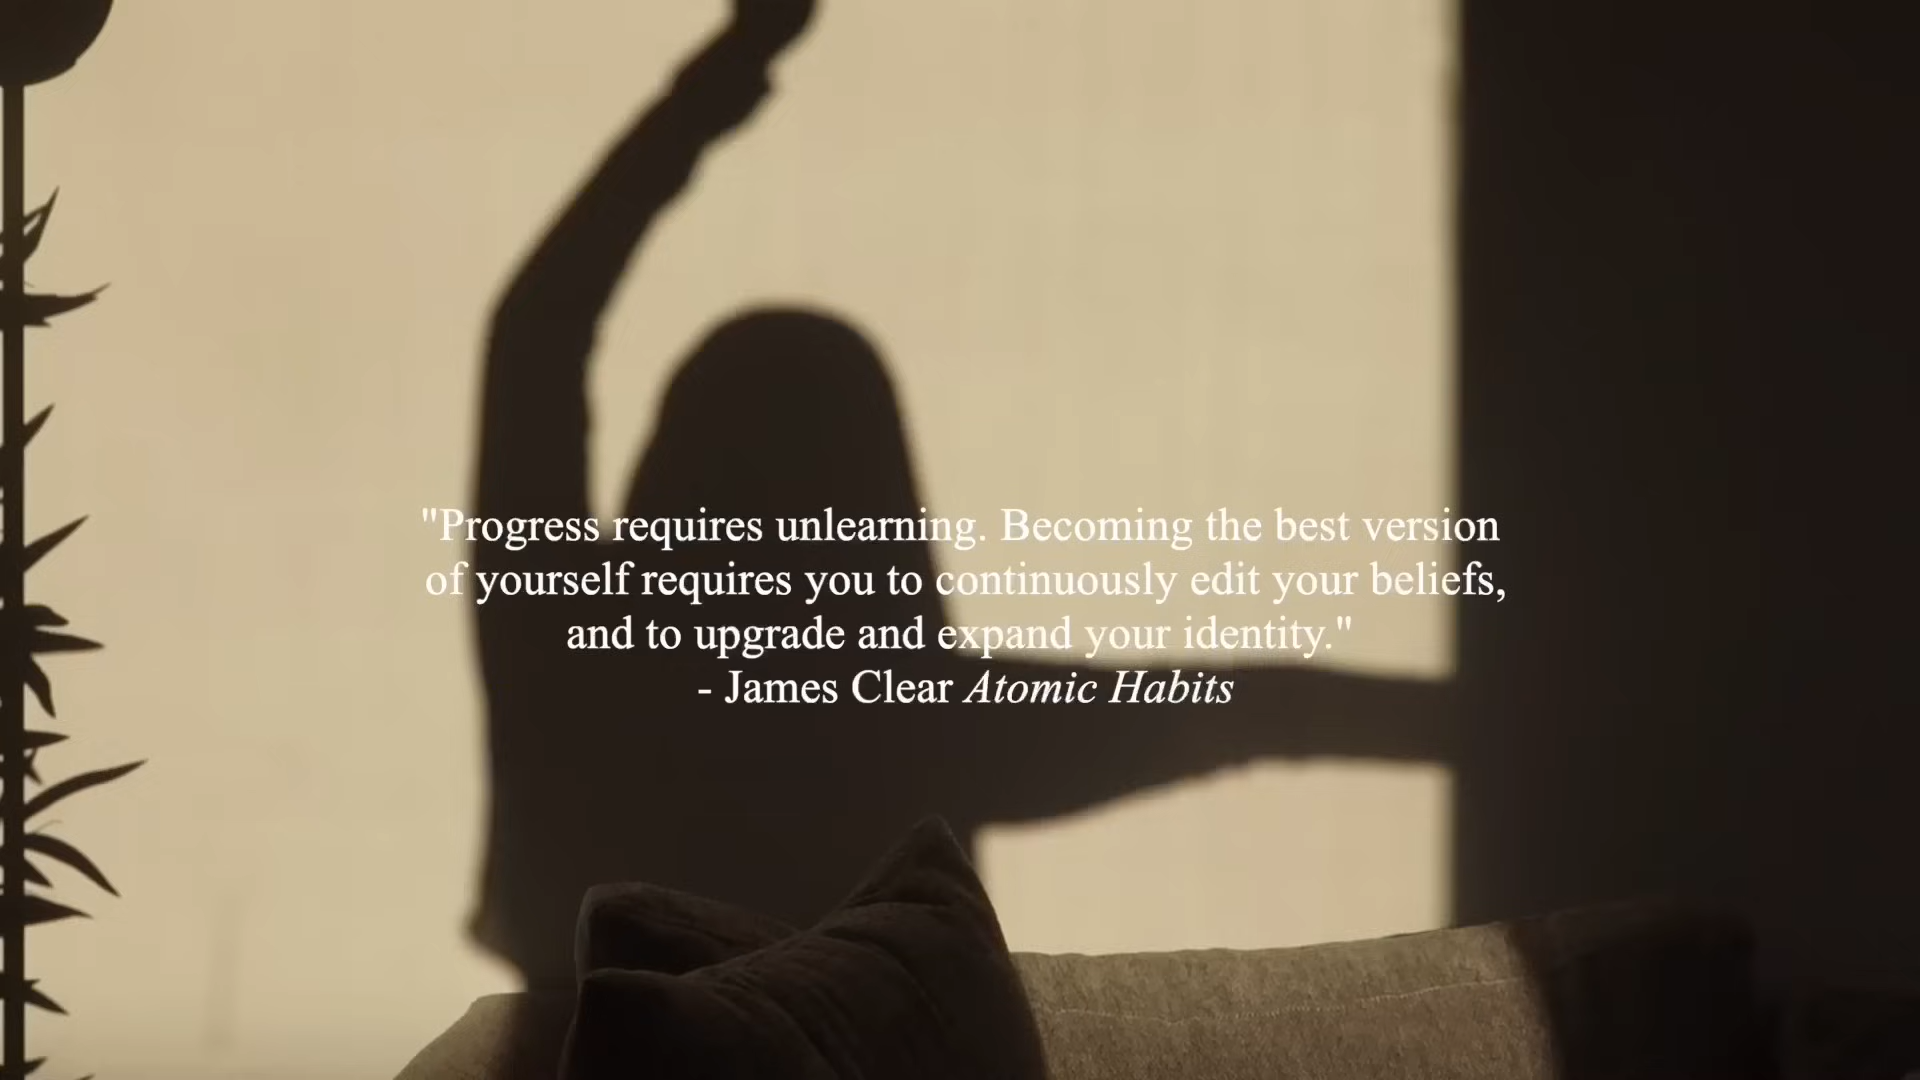 "Progress requires unlearning. Becoming the best version
of yourself requires you to continuously edit your beliefs,
and to upgrade and expand your identity."
- James Clear Atomic Habits